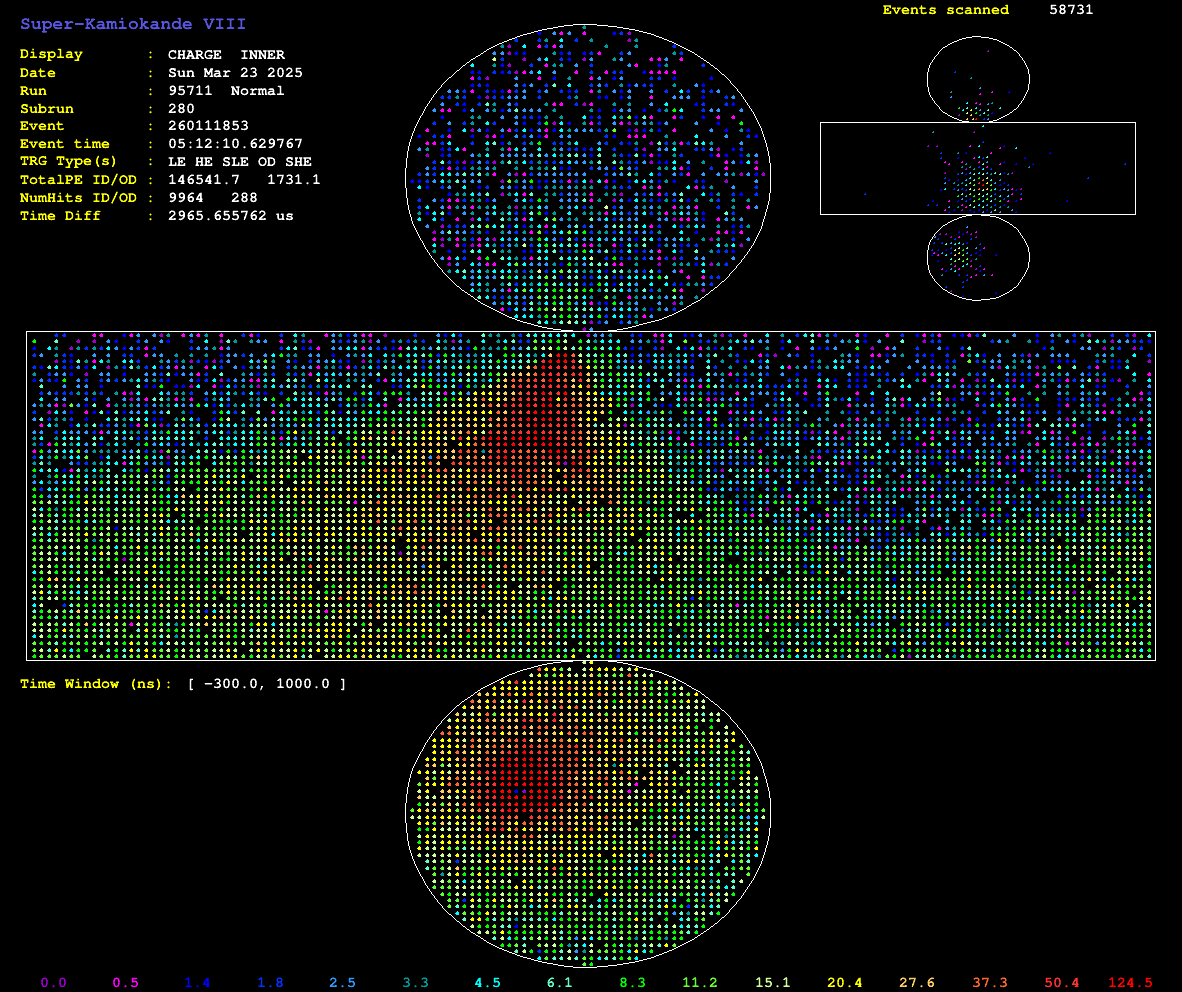 Super-Kamiokande VIII
Events scanned 58731
Display : CHARGE INNER
Date : Sun Mar 23 2025
Run : 95711 Normal
Subrun : 280
Event : 260111853
Event time : 05:12:10.629767
TRG Type(s) : LE HE SLE OD SHE
TotalPE ID/OD : 146541.7 1731.1
NumHits ID/OD : 9964 288
Time Diff : 2965.655762 us
Time Window (ns): [ -300.0, 1000.0 ]
0.0 0.5 1.4 1.8 2.5 3.3 4.5 6.1 8.3 11.2 15.1 20.4 27.6 37.3 50.4 124.5